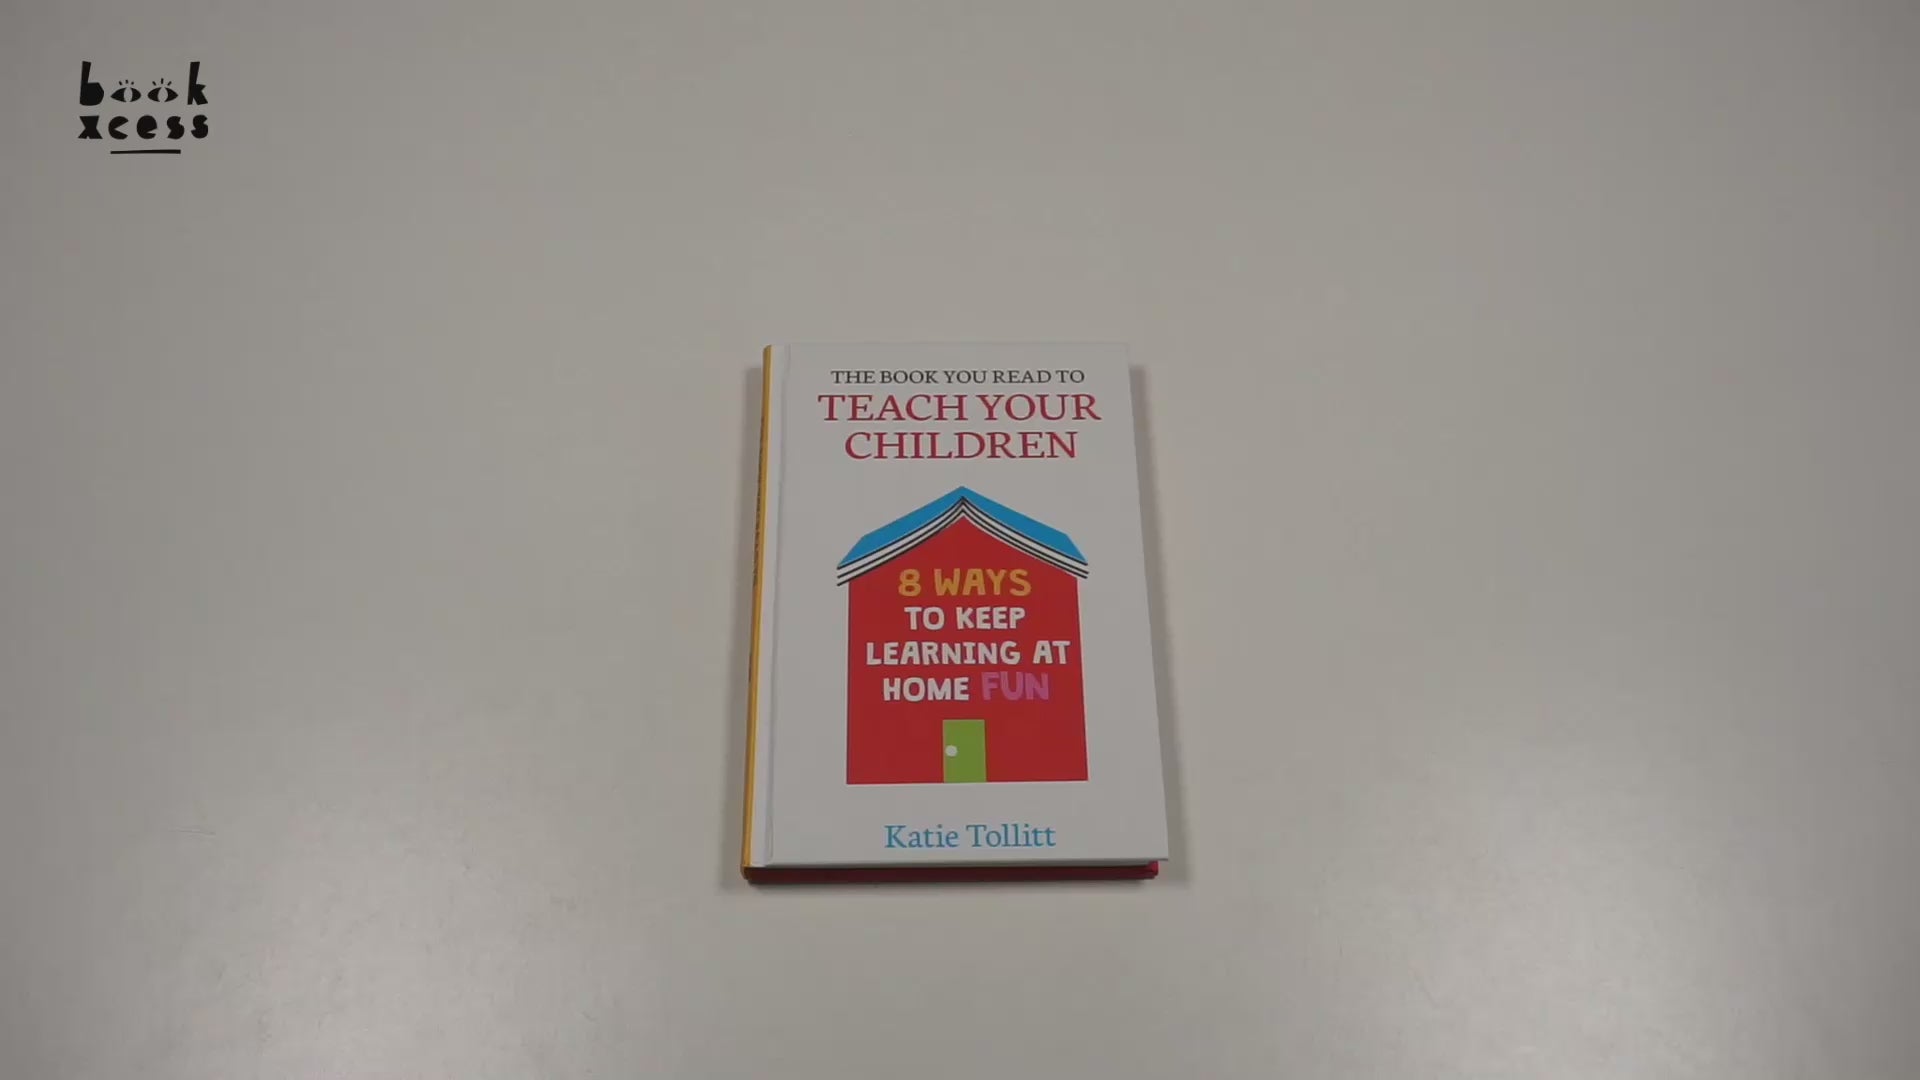 book
xcess
THE BOOK YOU READ TO
TEACH YOUR
CHILDREN
8 WAYS
TO KEEP
LEARNING AT
HOME FUN
Katie Tollitt